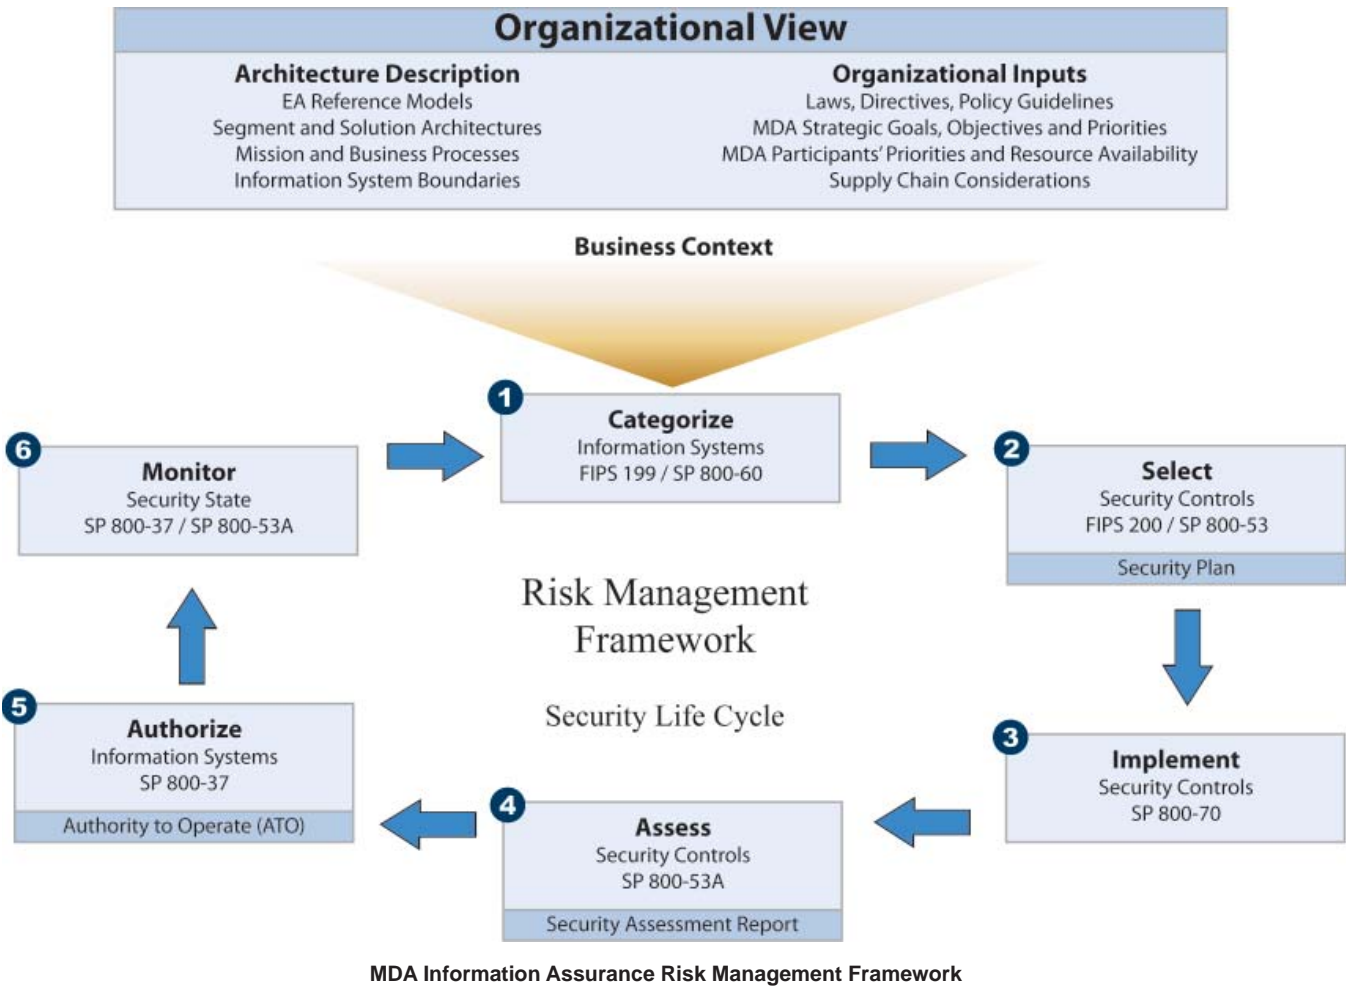 Organizational View
Architecture Description
EA Reference Models
Segment and Solution Architectures
Mission and Business Processes
Information System Boundaries
Organizational Inputs
Laws, Directives, Policy Guidelines
MDA Strategic Goals, Objectives and Priorities
MDA Participants' Priorities and Resource Availability
Supply Chain Considerations
Business Context
1
Categorize
Information Systems
FIPS 199 / SP 800-60
2
Select
Security Controls
FIPS 200 / SP 800-53
Security Plan
3
Implement
Security Controls
SP 800-70
4
Assess
Security Controls
SP 800-53A
Security Assessment Report
5
Authorize
Information Systems
SP 800-37
Authority to Operate (ATO)
6
Monitor
Security State
SP 800-37 / SP 800-53A
Risk Management
Framework
Security Life Cycle
MDA Information Assurance Risk Management Framework